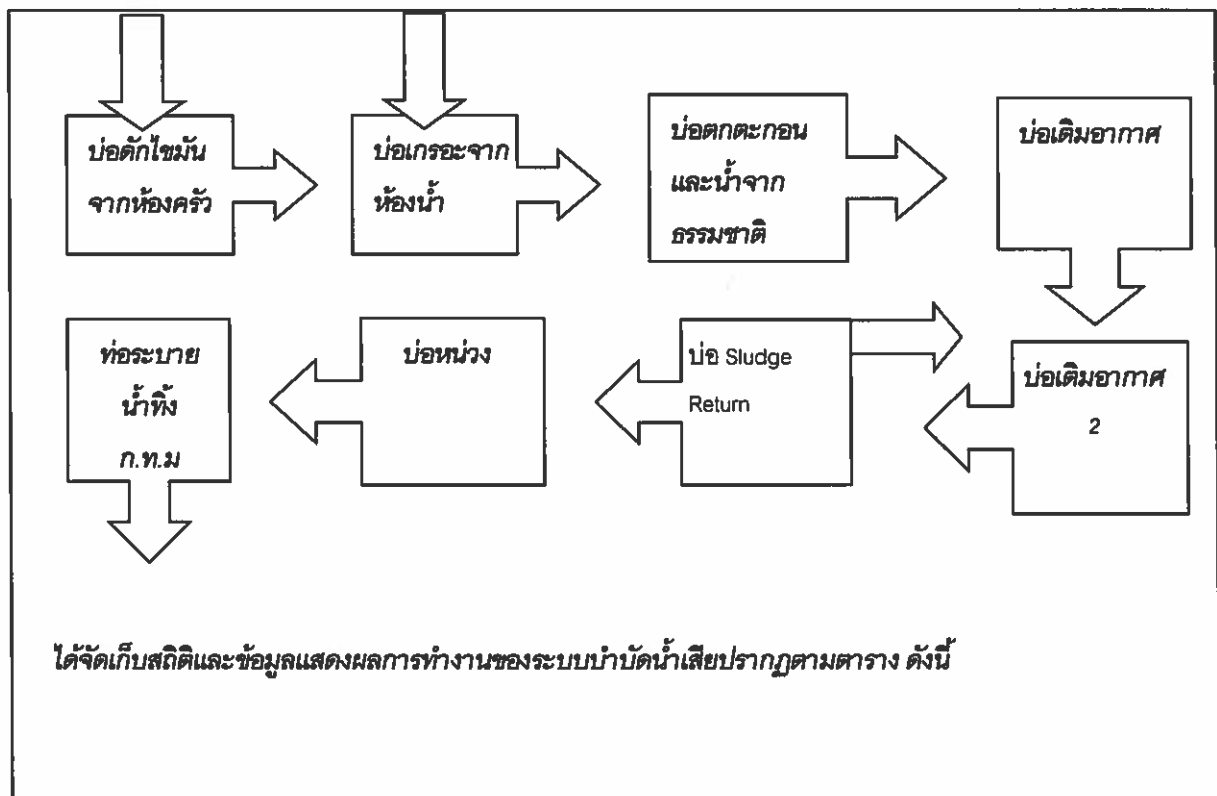 บ่อดักไขมัน
จากห้องครัว
บ่อเกรอะจาก
ห้องน้ำ
บ่อตกตะกอน
และน้ำจาก
ธรรมชาติ
บ่อเติมอากาศ
ท่อระบาย
น้ำทิ้ง
ก.ท.ม
บ่อหน่วง
บ่อ Sludge
Return
บ่อเติมอากาศ
2
ได้จัดเก็บสถิติและข้อมูลแสดงผลการทำงานของระบบบำบัดน้ำเสียปรากฏตามตาราง ดังนี้